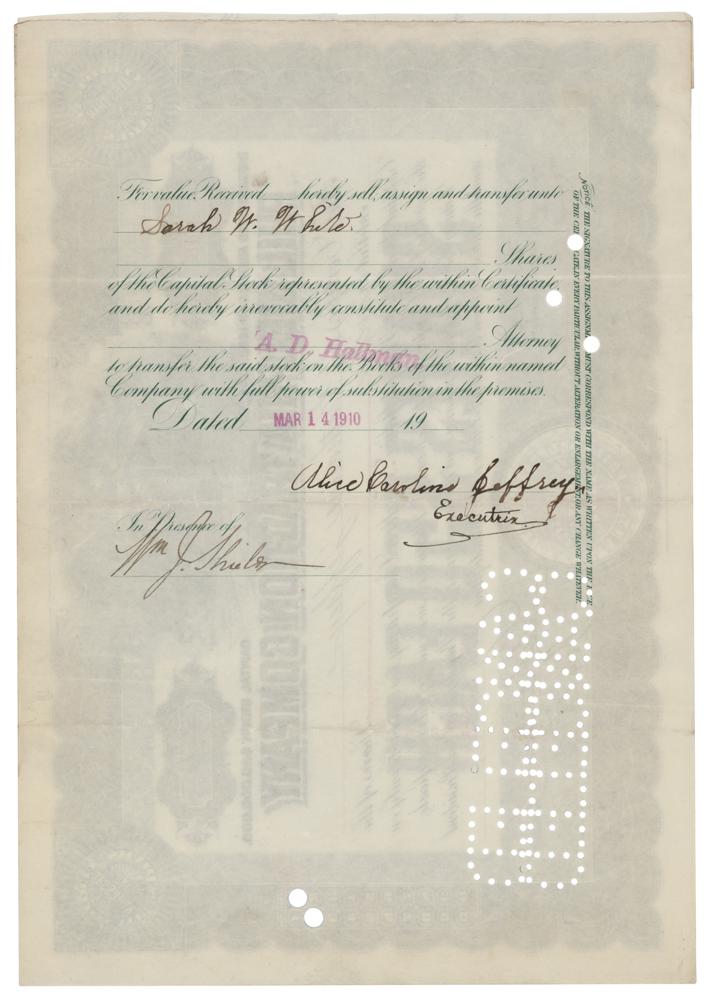 For value Received hereby sell, assign and transfer unto
Sarah W. White.
Shares
of the Capital Stock represented by the within Certificate,
and do hereby irrevocably constitute and appoint
A. D. Hallman Attorney
to transfer the said stock on the Books of the within named
Company with full power of substitution in the premises.
Dated MAR 14 1910 19
Alice Caroline Jeffrey,
Executrix
In Presence of
Wm J. Shields
NOTICE. THE SIGNATURE TO THIS ASSIGNMENT MUST CORRESPOND WITH THE NAME AS WRITTEN UPON THE FACE
OF THE CERTIFICATE IN EVERY PARTICULAR, WITHOUT ALTERATION OR ENLARGEMENT, OR ANY CHANGE WHATEVER.